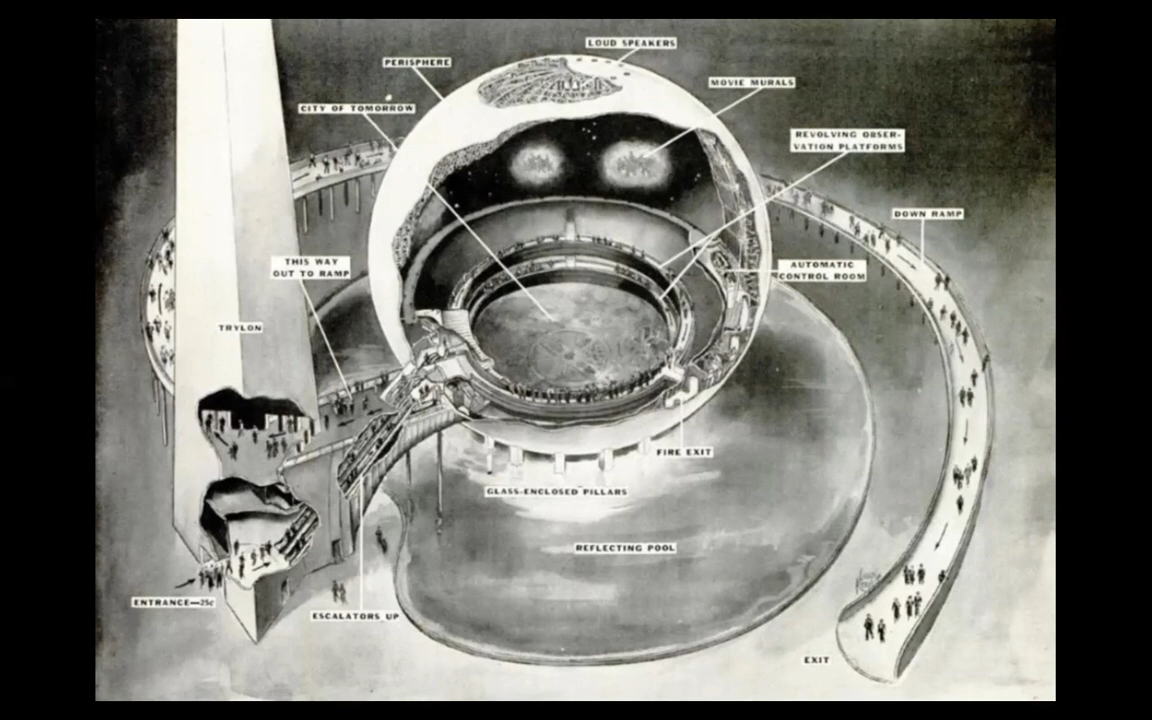 LOUD SPEAKERS
PERISPHERE
MOVIE MURALS
CITY OF TOMORROW
REVOLVING OBSER-
VATION PLATFORMS
DOWN RAMP
THIS WAY
OUT TO RAMP
AUTOMATIC
CONTROL ROOM
TRYLON
FIRE EXIT
GLASS-ENCLOSED PILLARS
REFLECTING POOL
ENTRANCE—25¢
ESCALATORS UP
EXIT